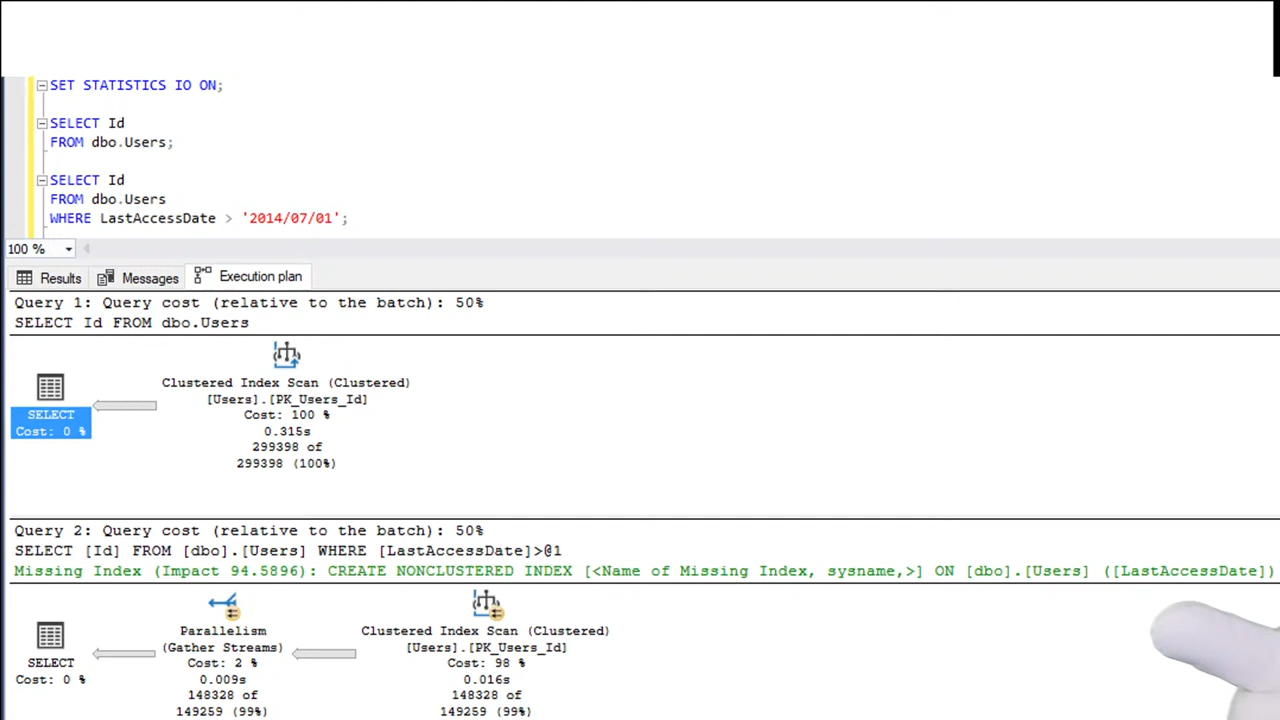 SET STATISTICS IO ON;
SELECT Id
FROM dbo.Users;
SELECT Id
FROM dbo.Users
WHERE LastAccessDate > '2014/07/01';
100 %
Results Messages Execution plan
Query 1: Query cost (relative to the batch): 50%
SELECT Id FROM dbo.Users
Clustered Index Scan (Clustered)
[Users].[PK_Users_Id]
Cost: 100 %
0.315s
299398 of
299398 (100%)
SELECT
Cost: 0 %
Query 2: Query cost (relative to the batch): 50%
SELECT [Id] FROM [dbo].[Users] WHERE [LastAccessDate]>@1
Missing Index (Impact 94.5896): CREATE NONCLUSTERED INDEX [<Name of Missing Index, sysname,>] ON [dbo].[Users] ([LastAccessDate])
SELECT
Cost: 0 %
Parallelism
(Gather Streams)
Cost: 2 %
0.009s
148328 of
149259 (99%)
Clustered Index Scan (Clustered)
[Users].[PK_Users_Id]
Cost: 98 %
0.016s
148328 of
149259 (99%)